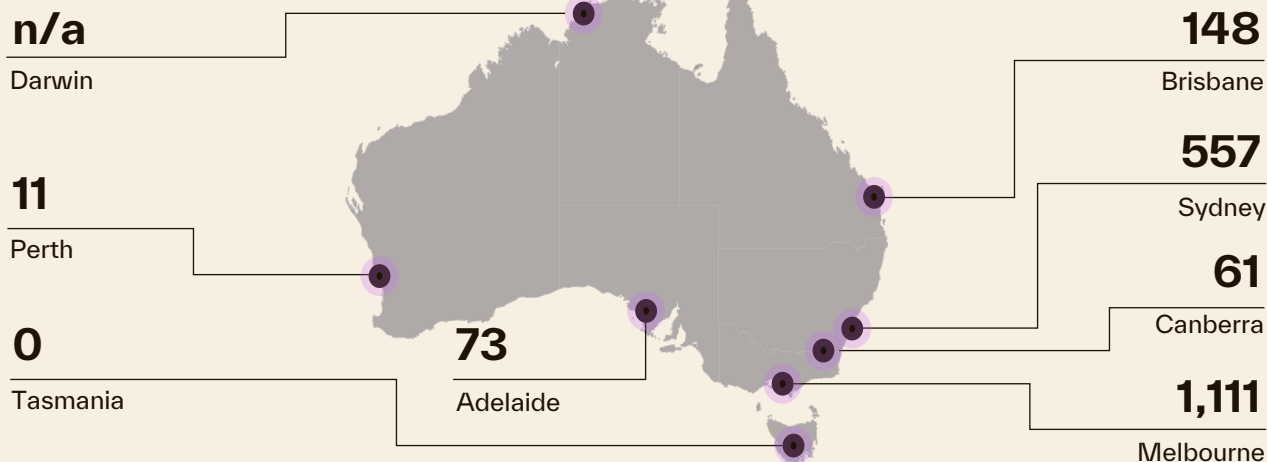 n/a
Darwin
11
Perth
0
Tasmania
73
Adelaide
148
Brisbane
557
Sydney
61
Canberra
1,111
Melbourne